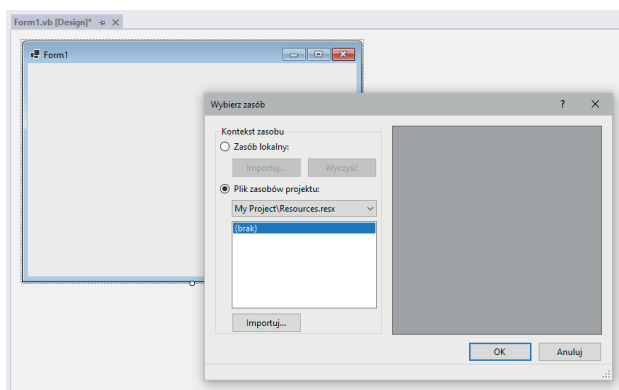 Form1.vb [Design]*
Form1
Wybierz zasób
Kontekst zasobu
Zasób lokalny:
Importuj... Wyczyść
Plik zasobów projektu:
My Project\Resources.resx
(brak)
Importuj...
OK Anuluj